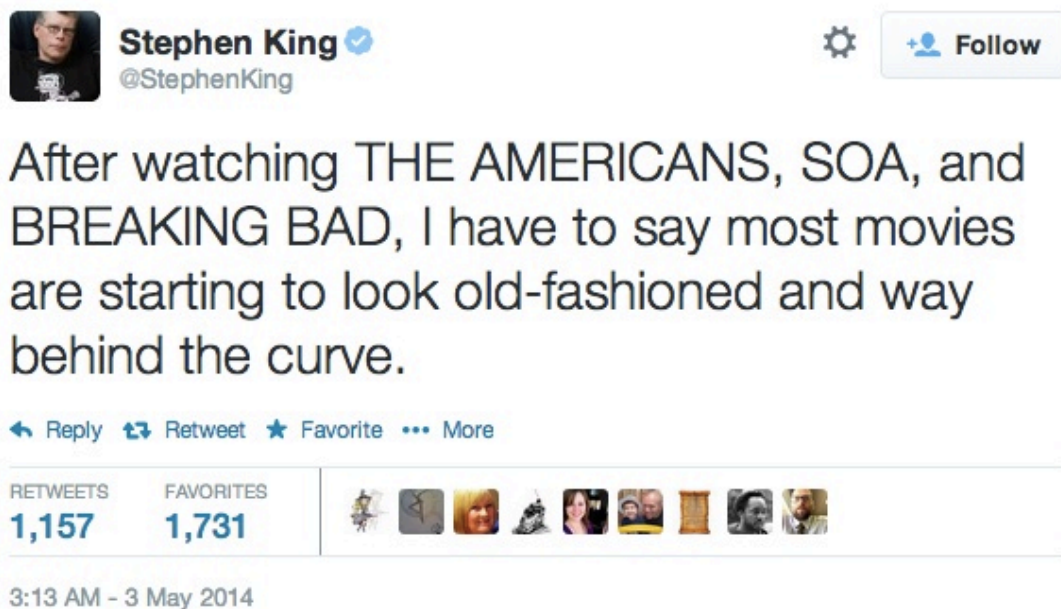 Stephen King
@StephenKing
Follow
After watching THE AMERICANS, SOA, and
BREAKING BAD, I have to say most movies
are starting to look old-fashioned and way
behind the curve.
Reply Retweet Favorite More
RETWEETS FAVORITES
1,157 1,731
3:13 AM - 3 May 2014